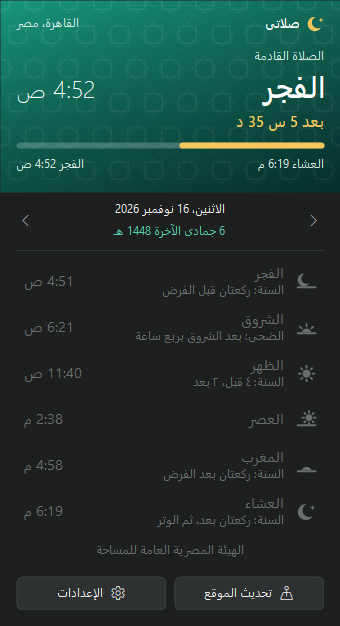 صلاتى
القاهرة، مصر
الصلاة القادمة
الفجر
4:52 ص
بعد 5 س 35 د
العشاء 6:19 م
الفجر 4:52 ص
الاثنين، 16 نوفمبر 2026
6 جمادى الآخرة 1448 هـ
الفجر
4:51 ص
السنة: ركعتان قبل الفرض
الشروق
6:21 ص
الضحى: بعد الشروق بربع ساعة
الظهر
11:40 ص
السنة: ٤ قبل، ٢ بعد
العصر
2:38 م
المغرب
4:58 م
السنة: ركعتان بعد الفرض
العشاء
6:19 م
السنة: ركعتان بعد، ثم الوتر
الهيئة المصرية العامة للمساحة
تحديث الموقع
الإعدادات